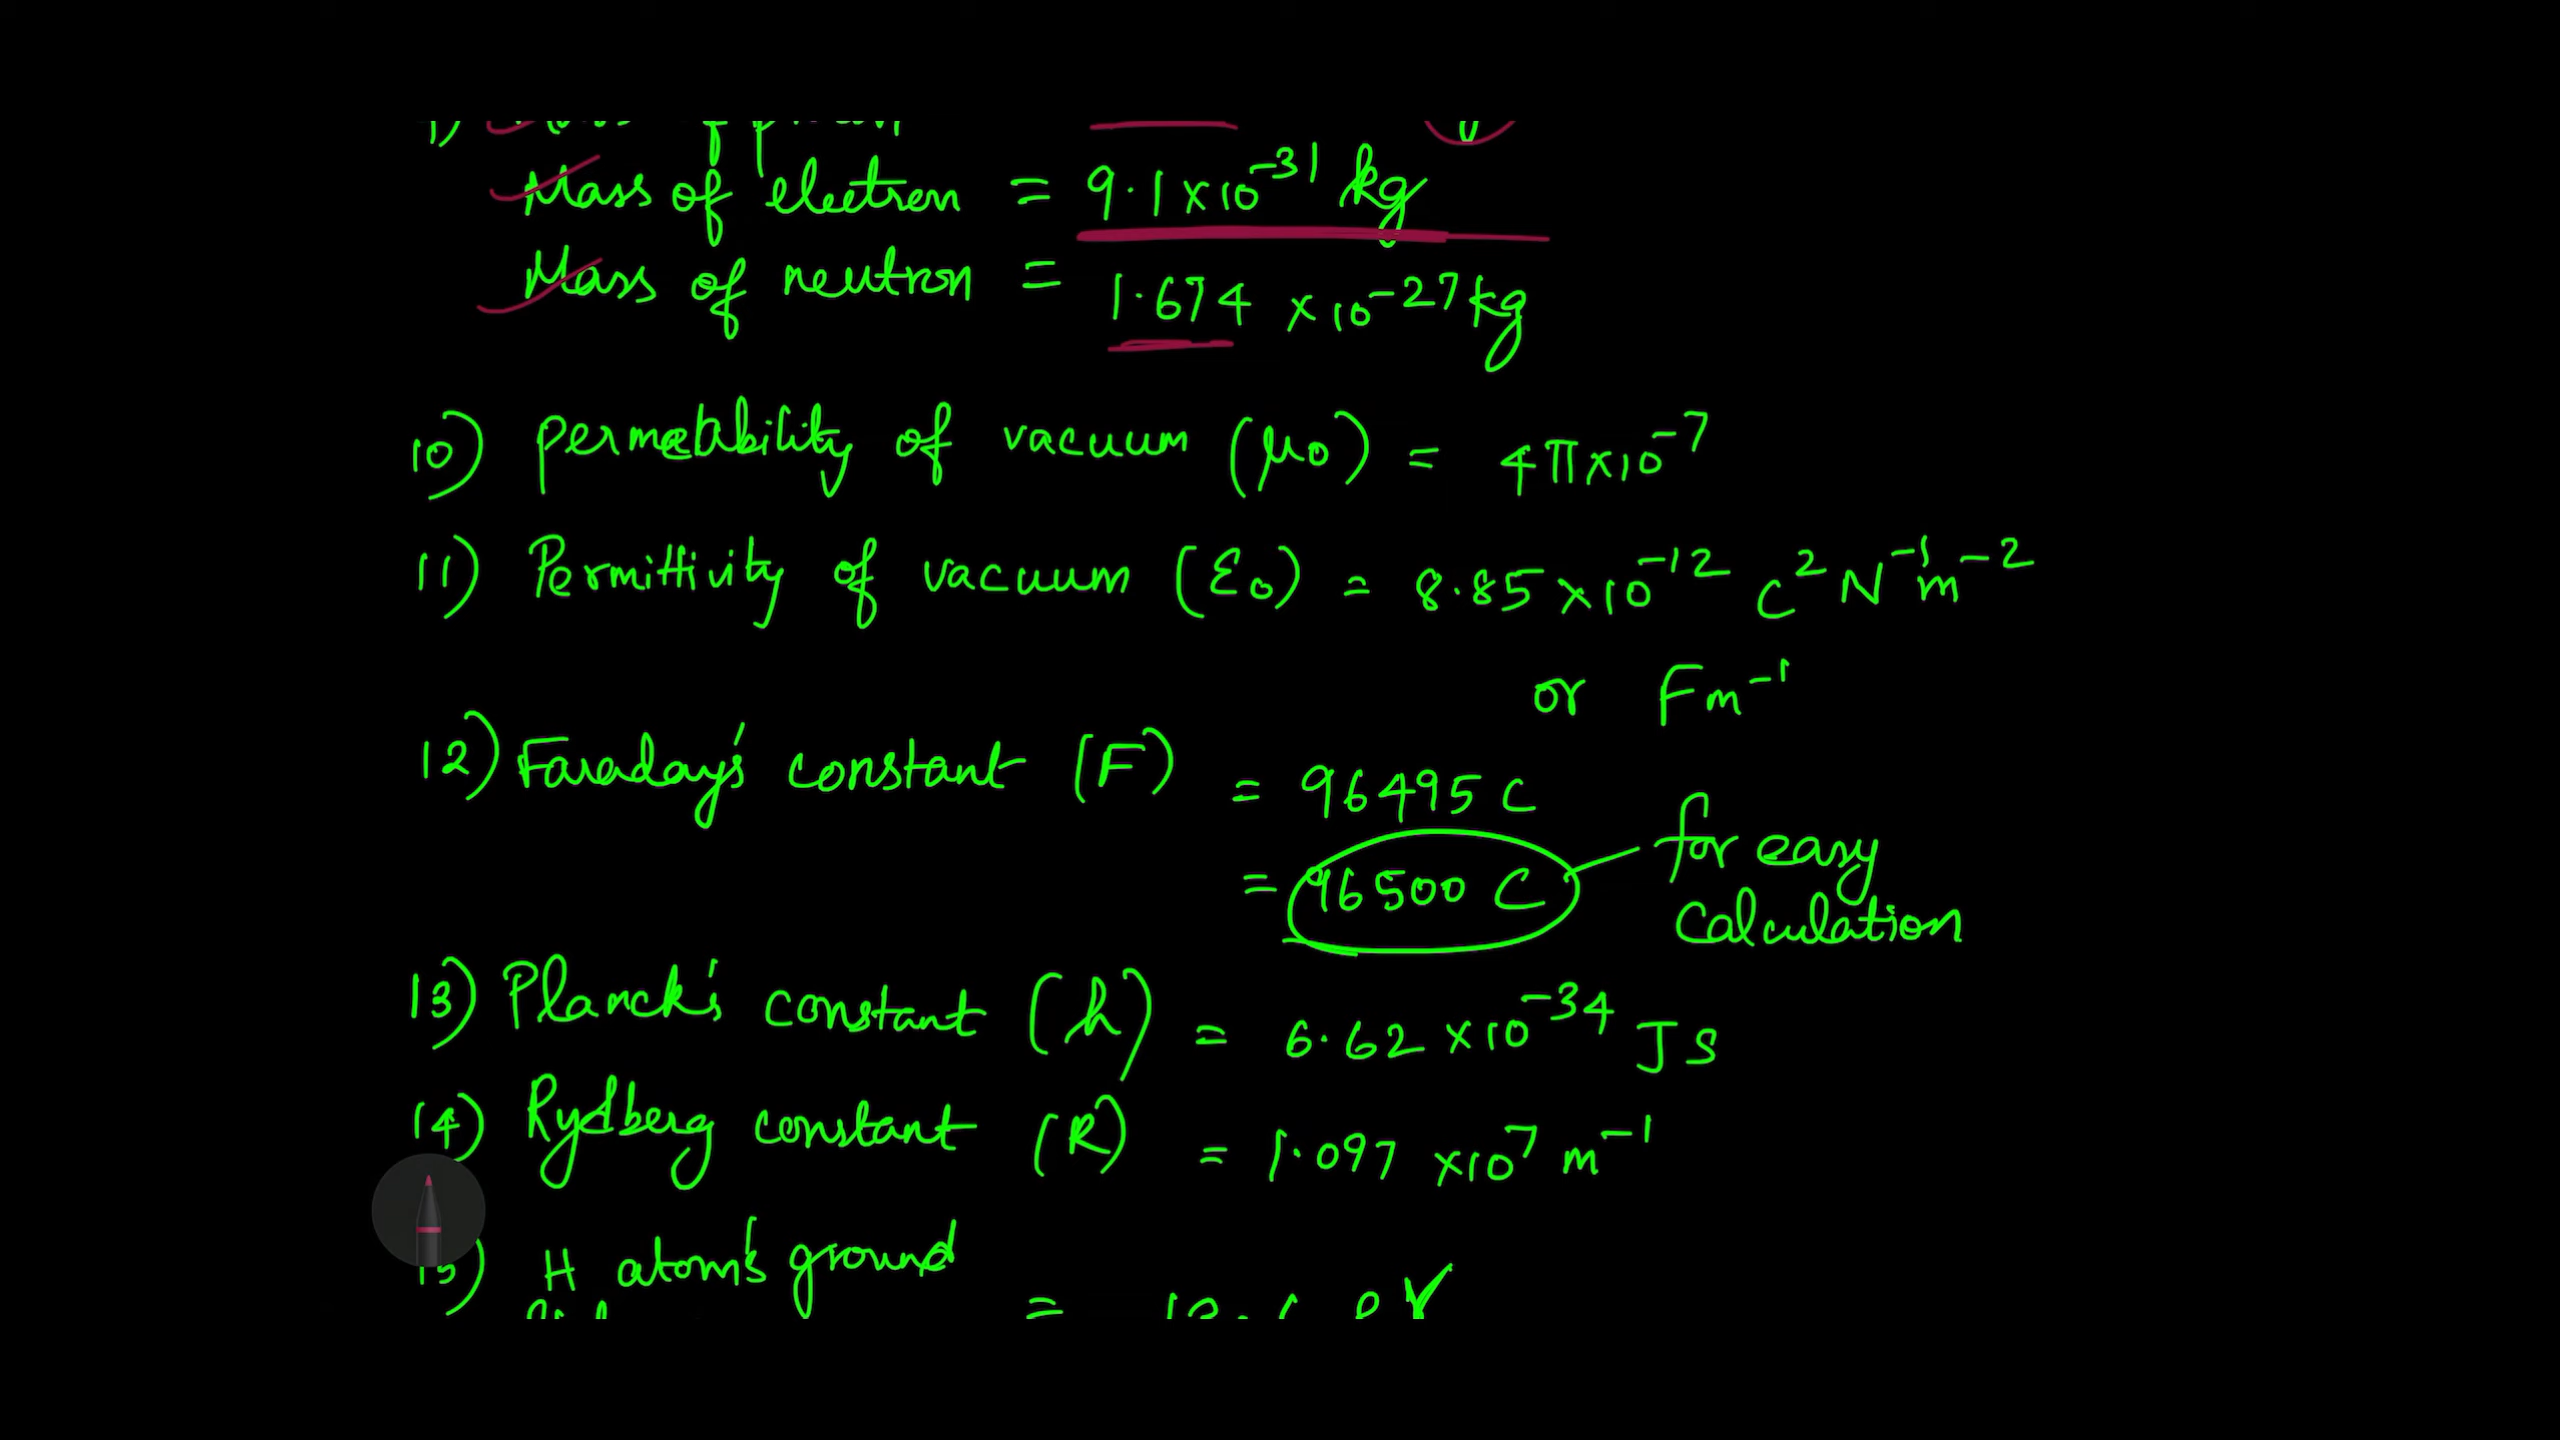 Mass of electron = 9.1 x 10⁻³¹ kg
Mass of neutron = 1.674 x 10⁻²⁷ kg
10) permeability of vacuum (μ₀) = 4π x 10⁻⁷
11) Permittivity of vacuum (ε₀) = 8.85 x 10⁻¹² C² N⁻¹ m⁻²
or Fm⁻¹
12) Faraday's constant (F) = 96495 C
= 96500 C for easy
calculation
13) Planck's constant (h) = 6.62 x 10⁻³⁴ JS
14) Rydberg constant (R) = 1.097 x 10⁷ m⁻¹
15) H atom's ground